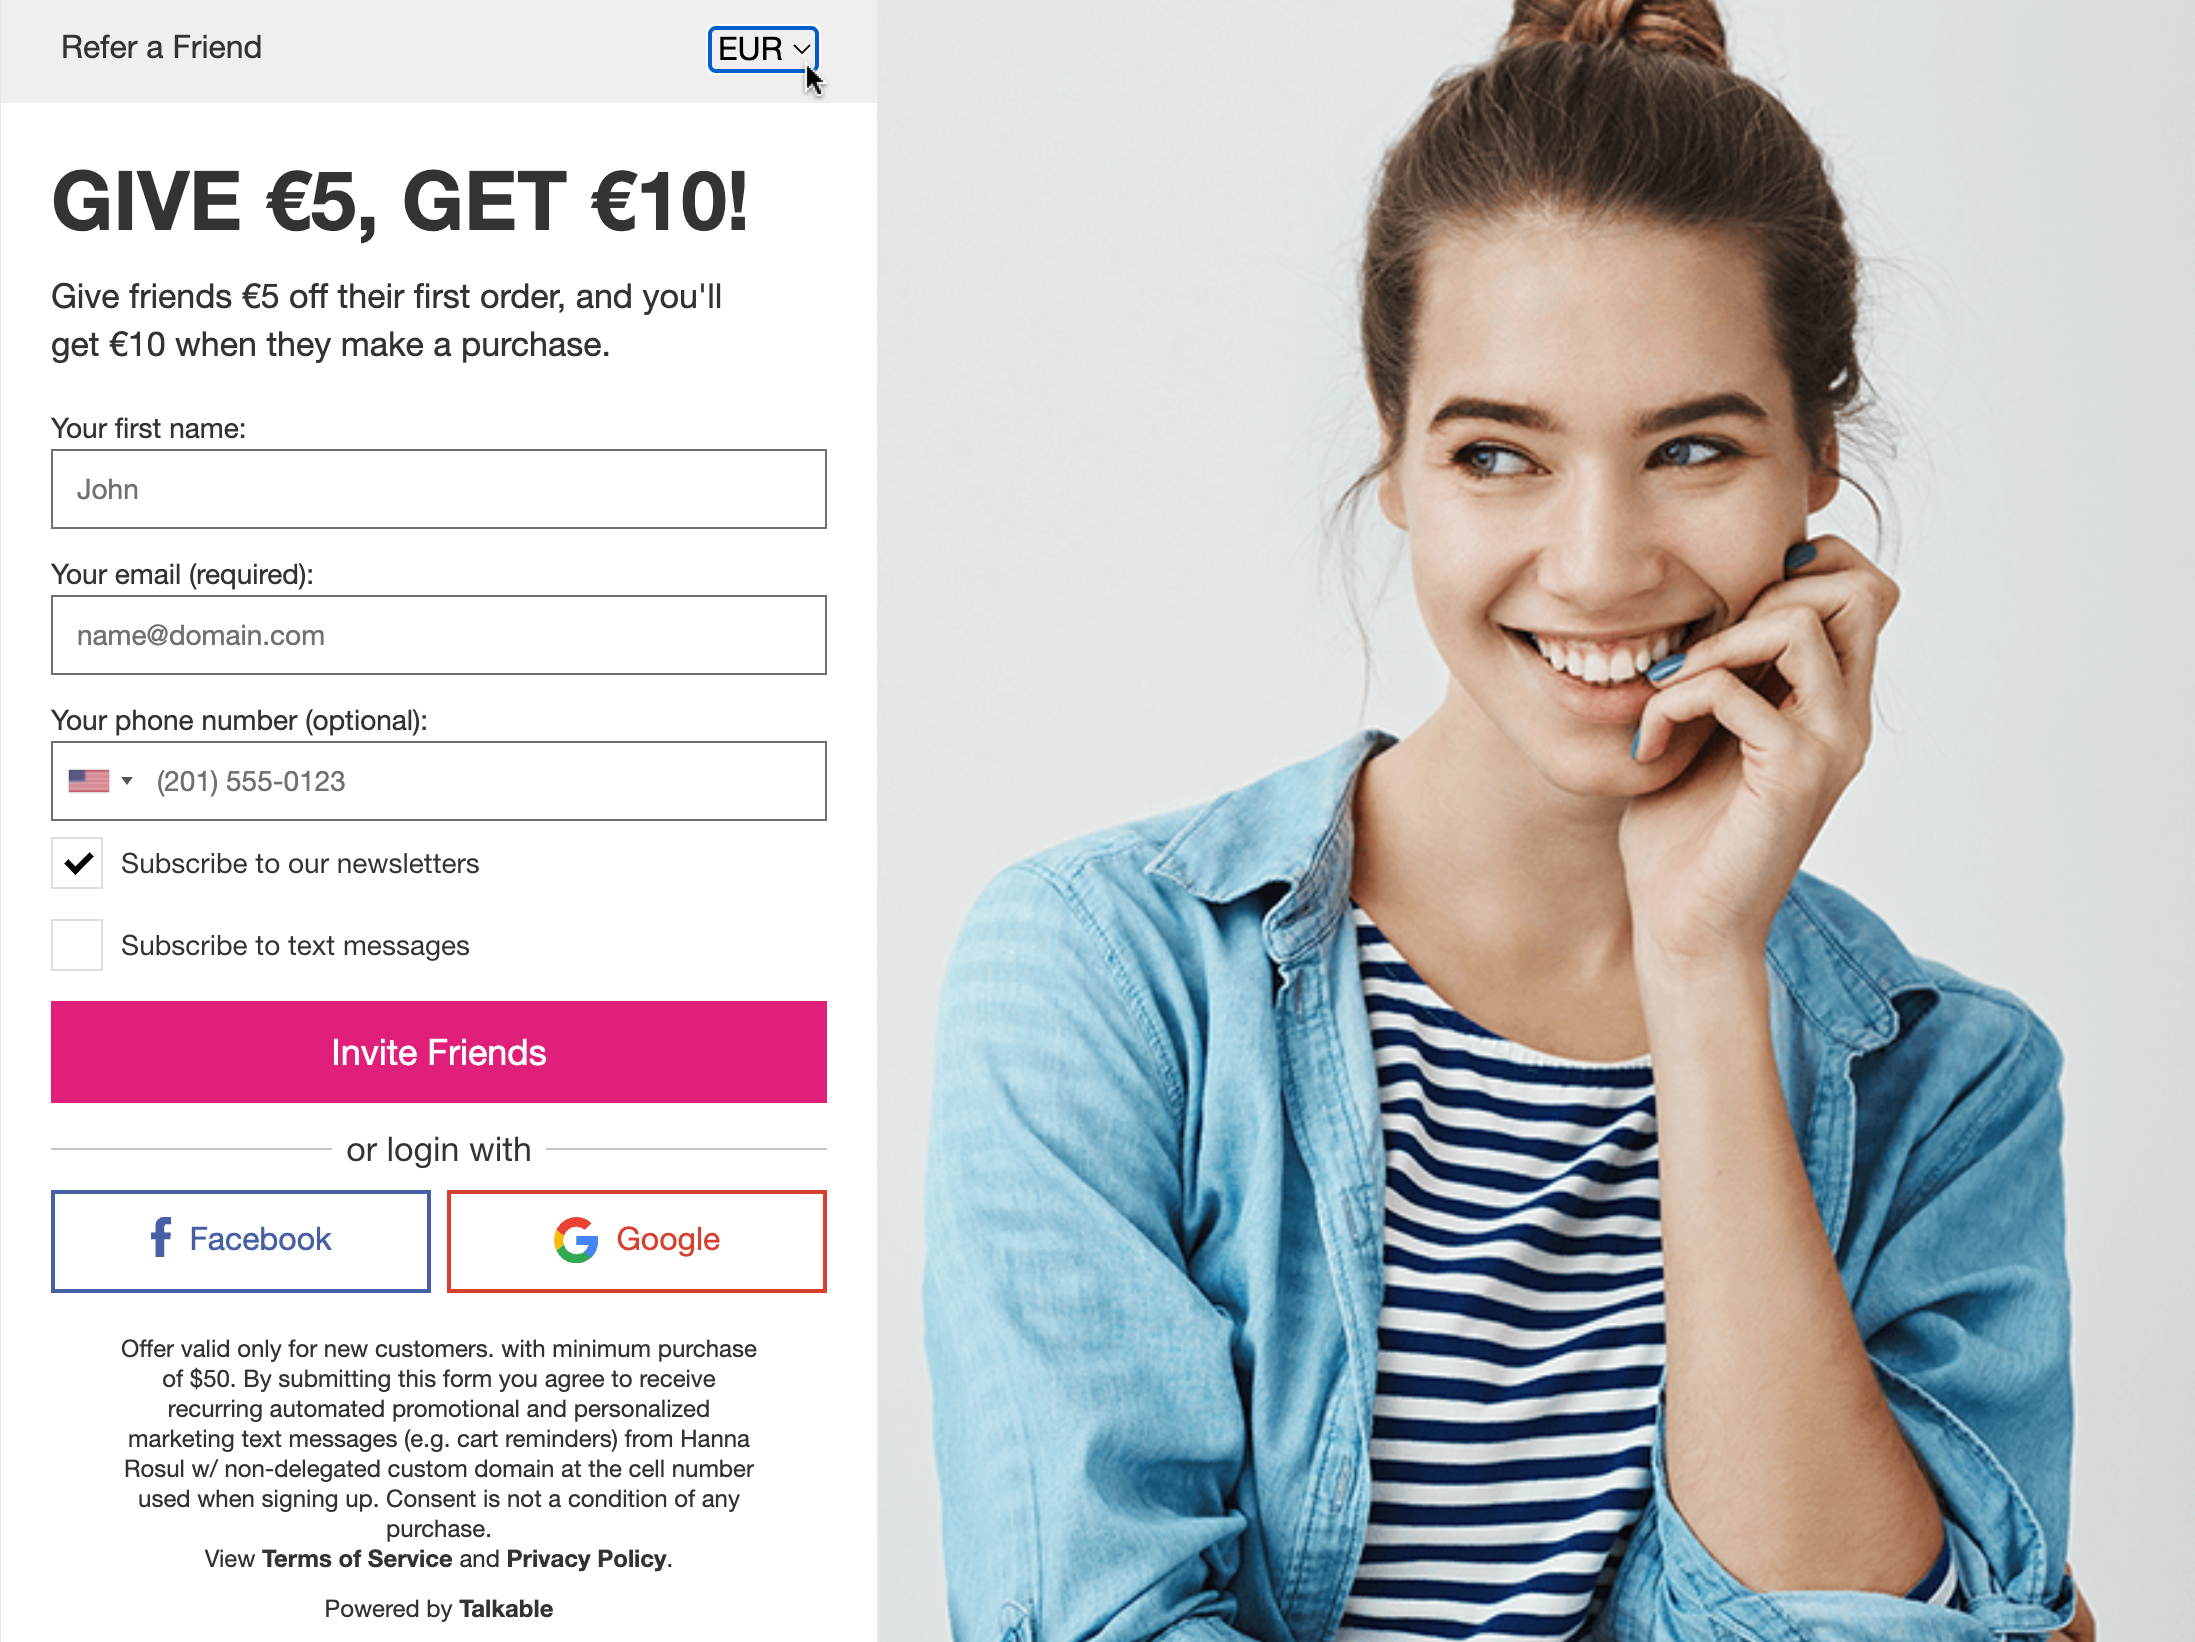 Refer a Friend
EUR
GIVE €5, GET €10!
Give friends €5 off their first order, and you'll
get €10 when they make a purchase.
Your first name:
John
Your email (required):
name@domain.com
Your phone number (optional):
(201) 555-0123
Subscribe to our newsletters
Subscribe to text messages
Invite Friends
or login with
Facebook
Google
Offer valid only for new customers. with minimum purchase
of $50. By submitting this form you agree to receive
recurring automated promotional and personalized
marketing text messages (e.g. cart reminders) from Hanna
Rosul w/ non-delegated custom domain at the cell number
used when signing up. Consent is not a condition of any
purchase.
View Terms of Service and Privacy Policy.
Powered by Talkable